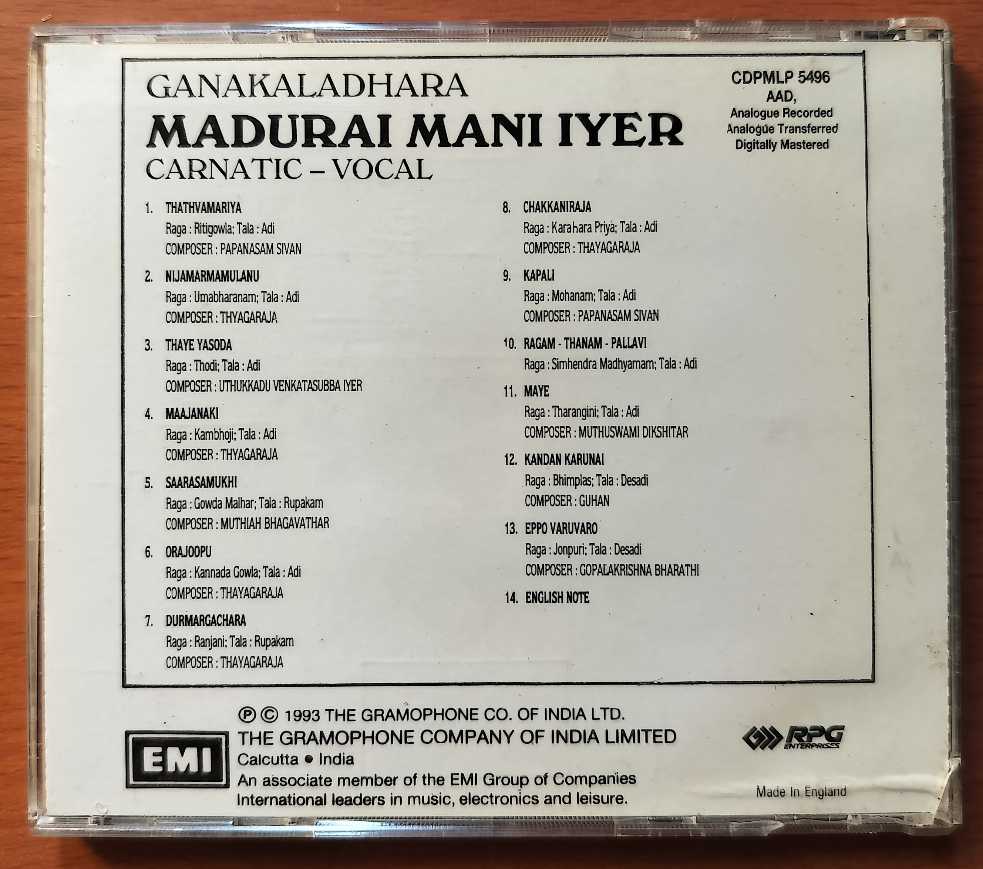 GANAKALADHARA
MADURAI MANI IYER
CARNATIC – VOCAL
CDPMLP 5496
AAD,
Analogue Recorded
Analogue Transferred
Digitally Mastered
1. THATHVAMARIYA
Raga : Ritigowla; Tala : Adi
COMPOSER : PAPANASAM SIVAN
2. NIJAMARMAMULANU
Raga : Umabharanam; Tala : Adi
COMPOSER : THYAGARAJA
3. THAYE YASODA
Raga : Thodi; Tala : Adi
COMPOSER : UTHUKKADU VENKATASUBBA IYER
4. MAAJANAKI
Raga : Kambhoji; Tala : Adi
COMPOSER : THYAGARAJA
5. SAARASAMUKHI
Raga : Gowda Malhar; Tala : Rupakam
COMPOSER : MUTHIAH BHAGAVATHAR
6. ORAJOOPU
Raga : Kannada Gowla; Tala : Adi
COMPOSER : THAYAGARAJA
7. DURMARGACHARA
Raga : Ranjani; Tala : Rupakam
COMPOSER : THAYAGARAJA
8. CHAKKANIRAJA
Raga : Karahara Priya; Tala : Adi
COMPOSER : THAYAGARAJA
9. KAPALI
Raga : Mohanam; Tala : Adi
COMPOSER : PAPANASAM SIVAN
10. RAGAM - THANAM - PALLAVI
Raga : Simhendra Madhyamam; Tala : Adi
11. MAYE
Raga : Tharangini; Tala : Adi
COMPOSER : MUTHUSWAMI DIKSHITAR
12. KANDAN KARUNAI
Raga : Bhimplas; Tala : Desadi
COMPOSER : GUHAN
13. EPPO VARUVARO
Raga : Jonpuri; Tala : Desadi
COMPOSER : GOPALAKRISHNA BHARATHI
14. ENGLISH NOTE
℗ © 1993 THE GRAMOPHONE CO. OF INDIA LTD.
THE GRAMOPHONE COMPANY OF INDIA LIMITED
Calcutta • India
An associate member of the EMI Group of Companies
International leaders in music, electronics and leisure.
EMI
RPG
ENTERPRISES
Made In England